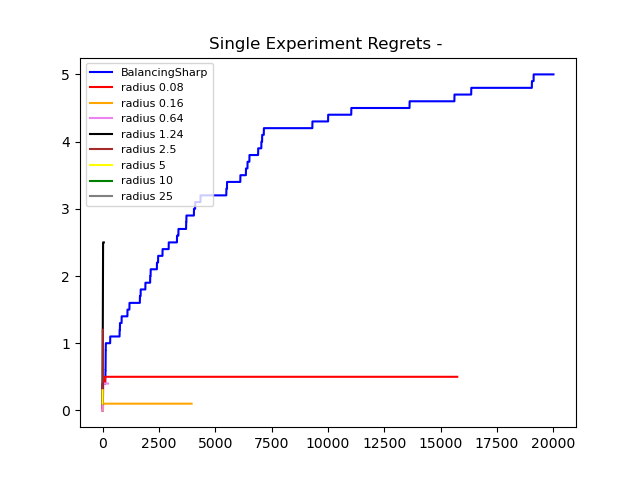 Single Experiment Regrets -
BalancingSharp
radius 0.08
radius 0.16
radius 0.64
radius 1.24
radius 2.5
radius 5
radius 10
radius 25
5
4
3
2
1
0
0 2500 5000 7500 10000 12500 15000 17500 20000